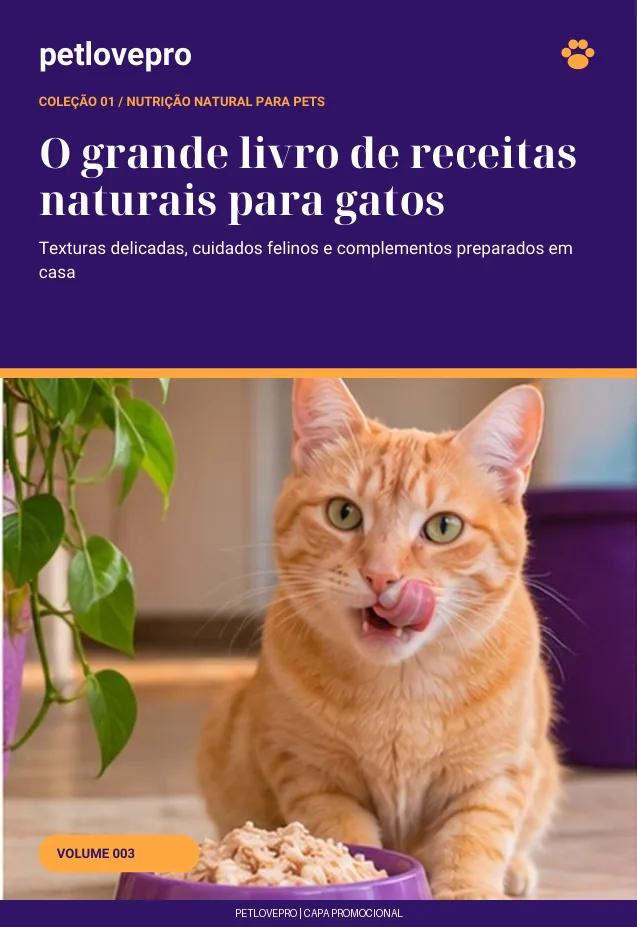 petlovepro
COLEÇÃO 01 / NUTRIÇÃO NATURAL PARA PETS
O grande livro de receitas
naturais para gatos
Texturas delicadas, cuidados felinos e complementos preparados em
casa
VOLUME 003
PETLOVEPRO | CAPA PROMOCIONAL